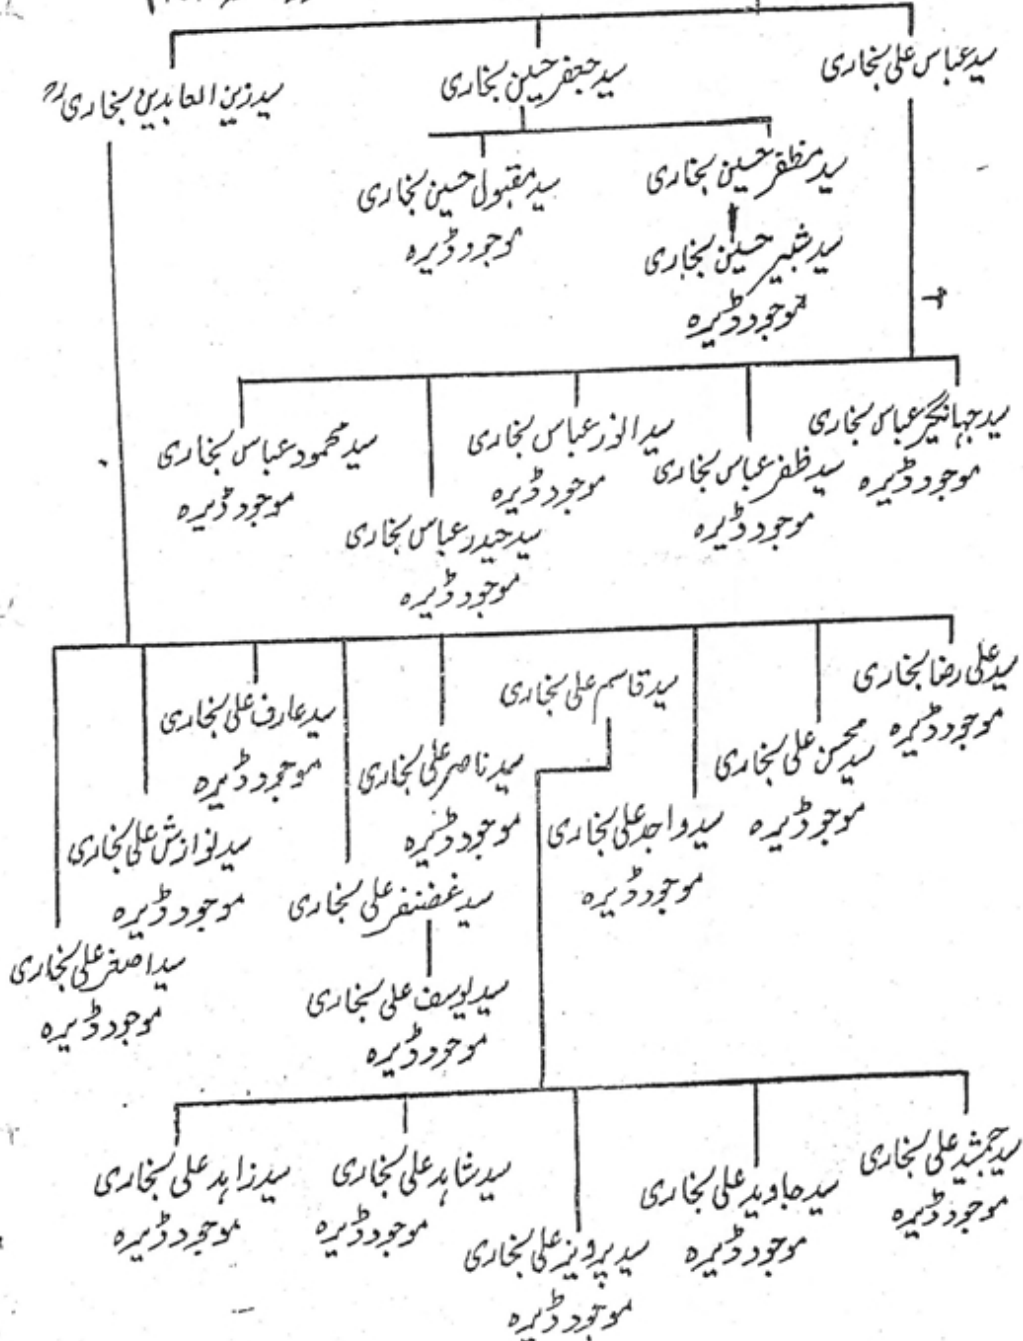 سید عباس علی بخاری
سید جعفر حسین بخاری
سید زین العابدین بخاری
سید مظفر حسین بخاری
سید مقبول حسین بخاری
موجود ڈیرہ
سید شبیر حسین بخاری
موجود ڈیرہ
سید جہانگیر عباس بخاری
موجود ڈیرہ
سید ظفر عباس بخاری
موجود ڈیرہ
سید انور عباس بخاری
موجود ڈیرہ
سید حیدر عباس بخاری
موجود ڈیرہ
سید محمود عباس بخاری
موجود ڈیرہ
سید علی رضا بخاری
موجود ڈیرہ
سید محسن علی بخاری
موجود ڈیرہ
سید واجد علی بخاری
موجود ڈیرہ
سید قاسم علی بخاری
سید ناصر علی بخاری
موجود ڈیرہ
سید غضنفر علی بخاری
سید یوسف علی بخاری
موجود ڈیرہ
سید عارف علی بخاری
موجود ڈیرہ
سید نوازش علی بخاری
موجود ڈیرہ
سید اصغر علی بخاری
موجود ڈیرہ
سید جمشید علی بخاری
موجود ڈیرہ
سید جاوید علی بخاری
موجود ڈیرہ
سید پرویز علی بخاری
موجود ڈیرہ
سید شاہد علی بخاری
موجود ڈیرہ
سید زاہد علی بخاری
موجود ڈیرہ